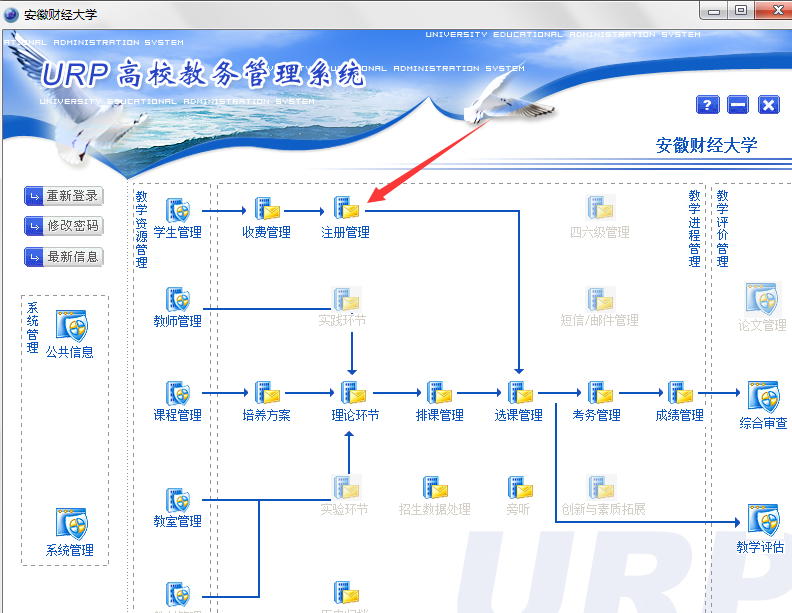 安徽财经大学
UNIVERSITY EDUCATIONAL ADMINISTRATION SYSTEM
ADMINISTRATION SYSTEM
URP高校教务管理系统
ADMINISTRATION SYSTEM
UNIVERSITY EDUCATIONAL ADMINISTRATION SYSTEM
?
安徽财经大学
重新登录
修改密码
最新信息
系统管理
公共信息
系统管理
教学资源管理
学生管理
收费管理
注册管理
四六级管理
教学进程管理
教学评价管理
教师管理
实践环节
短信/邮件管理
论文管理
课程管理
培养方案
理论环节
排课管理
选课管理
考务管理
成绩管理
综合审查
教室管理
实验环节
招生数据处理
旁听
创新与素质拓展
教学评估
URP